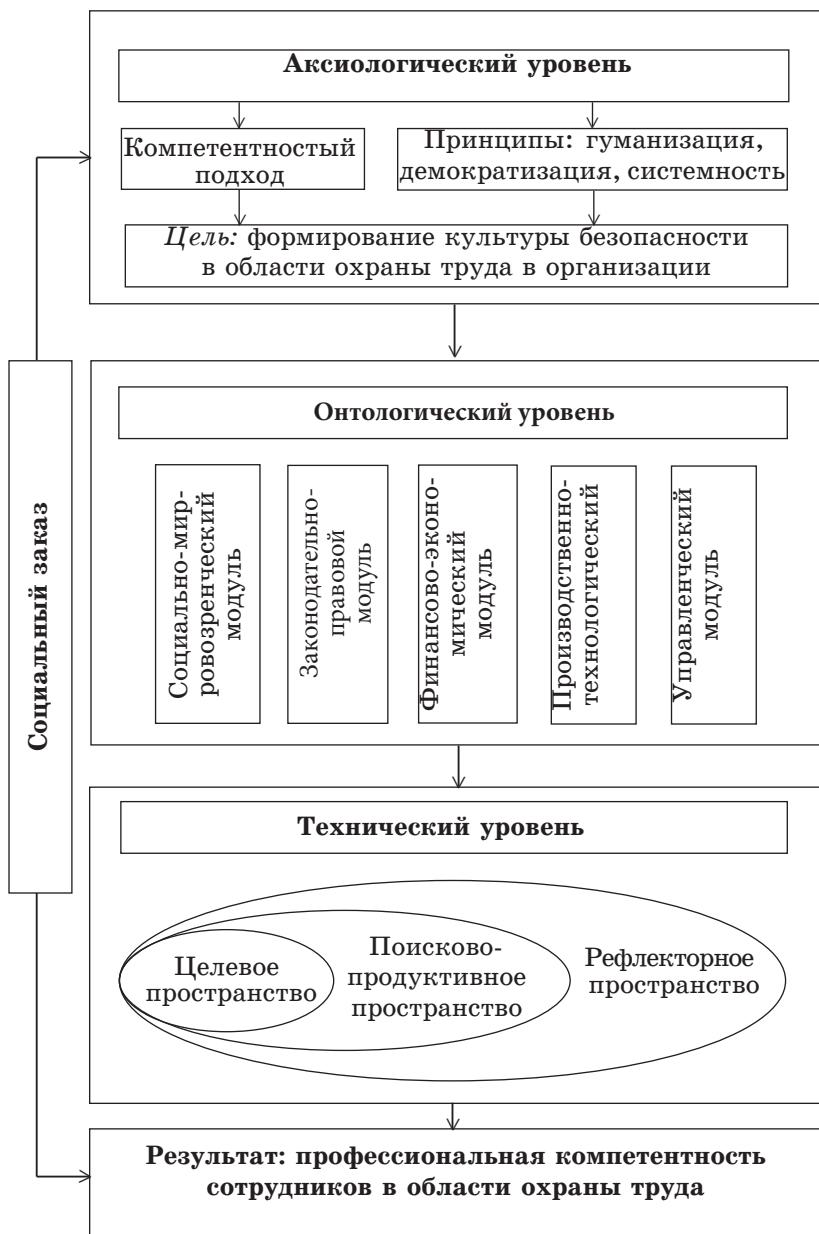 Аксиологический уровень
Компетентностый
подход
Принципы: гуманизация,
демократизация, системность
Цель: формирование культуры безопасности
в области охраны труда в организации
Социальный заказ
Онтологический уровень
Социально-мир-
ровозренческий
модуль
Законодательно-
правовой
модуль
Финансово-эконо-
мический
модуль
Производственно-
технологический
Управленческий
модуль
Технический уровень
Целевое
пространство
Поисково-
продуктивное
пространство
Рефлекторное
пространство
Результат: профессиональная компетентность
сотрудников в области охраны труда